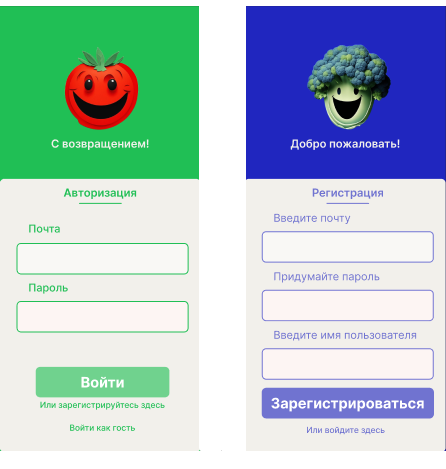 С возвращением!
Авторизация
Почта
Пароль
Войти
Или зарегистрируйтесь здесь
Войти как гость
Добро пожаловать!
Регистрация
Введите почту
Придумайте пароль
Введите имя пользователя
Зарегистрироваться
Или войдите здесь